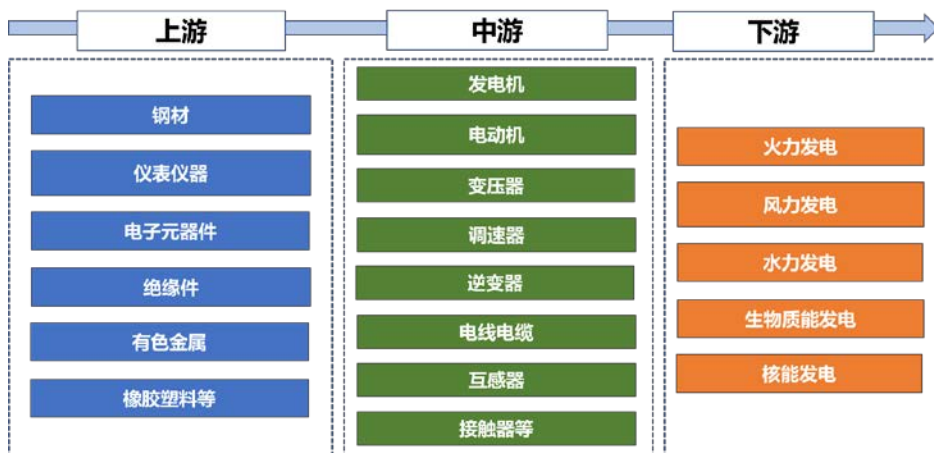 上游
中游
下游
钢材
仪表仪器
电子元器件
绝缘件
有色金属
橡胶塑料等
发电机
电动机
变压器
调速器
逆变器
电线电缆
互感器
接触器等
火力发电
风力发电
水力发电
生物质能发电
核能发电